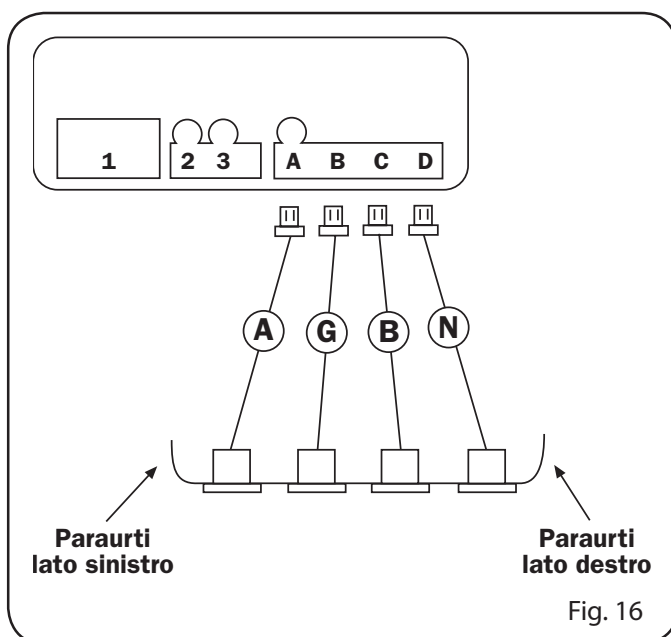 1 2 3 A B C D
A G B N
Paraurti
lato sinistro
Paraurti
lato destro
Fig. 16